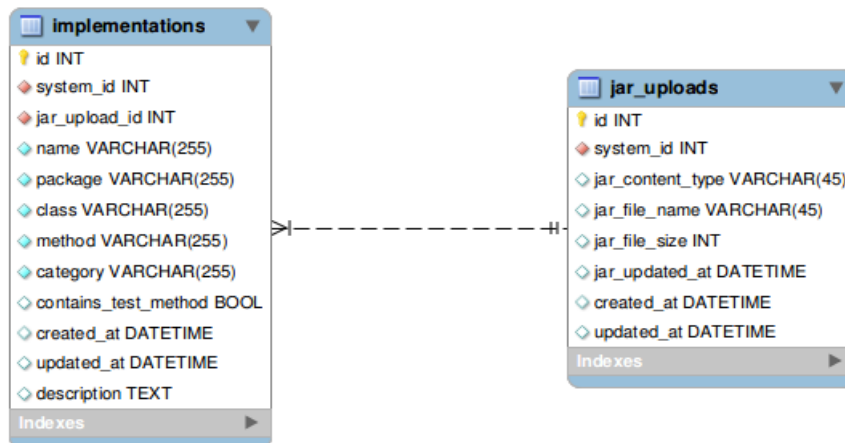 implementations
id INT
system_id INT
jar_upload_id INT
name VARCHAR(255)
package VARCHAR(255)
class VARCHAR(255)
method VARCHAR(255)
category VARCHAR(255)
contains_test_method BOOL
created_at DATETIME
updated_at DATETIME
description TEXT
Indexes
jar_uploads
id INT
system_id INT
jar_content_type VARCHAR(45)
jar_file_name VARCHAR(45)
jar_file_size INT
jar_updated_at DATETIME
created_at DATETIME
updated_at DATETIME
Indexes